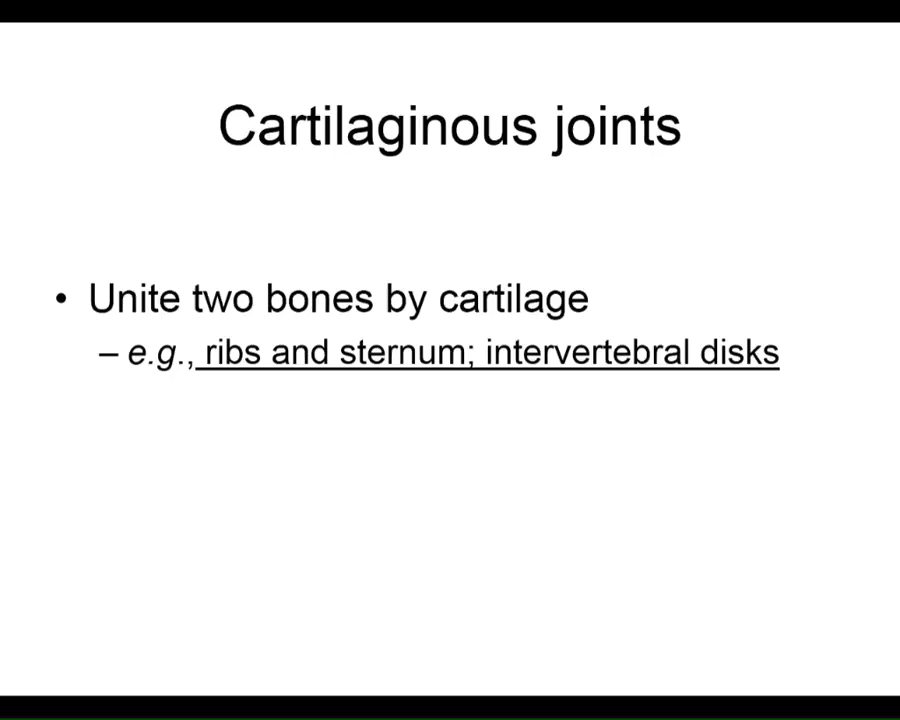 Cartilaginous joints
• Unite two bones by cartilage
– e.g., ribs and sternum; intervertebral disks